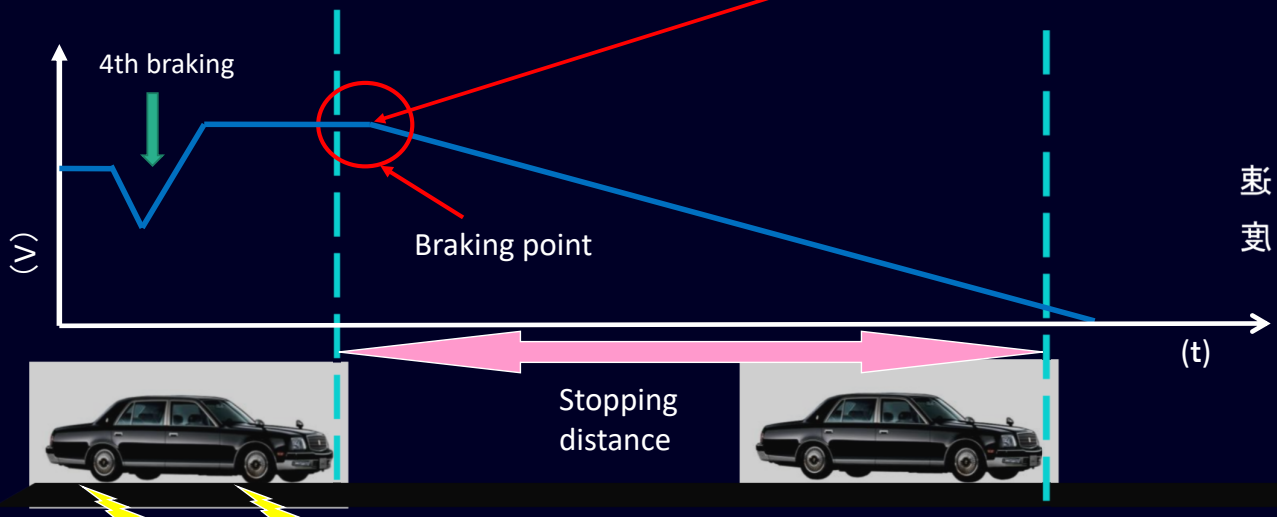 4th braking
Braking point
(V)
速
度
(t)
Stopping
distance